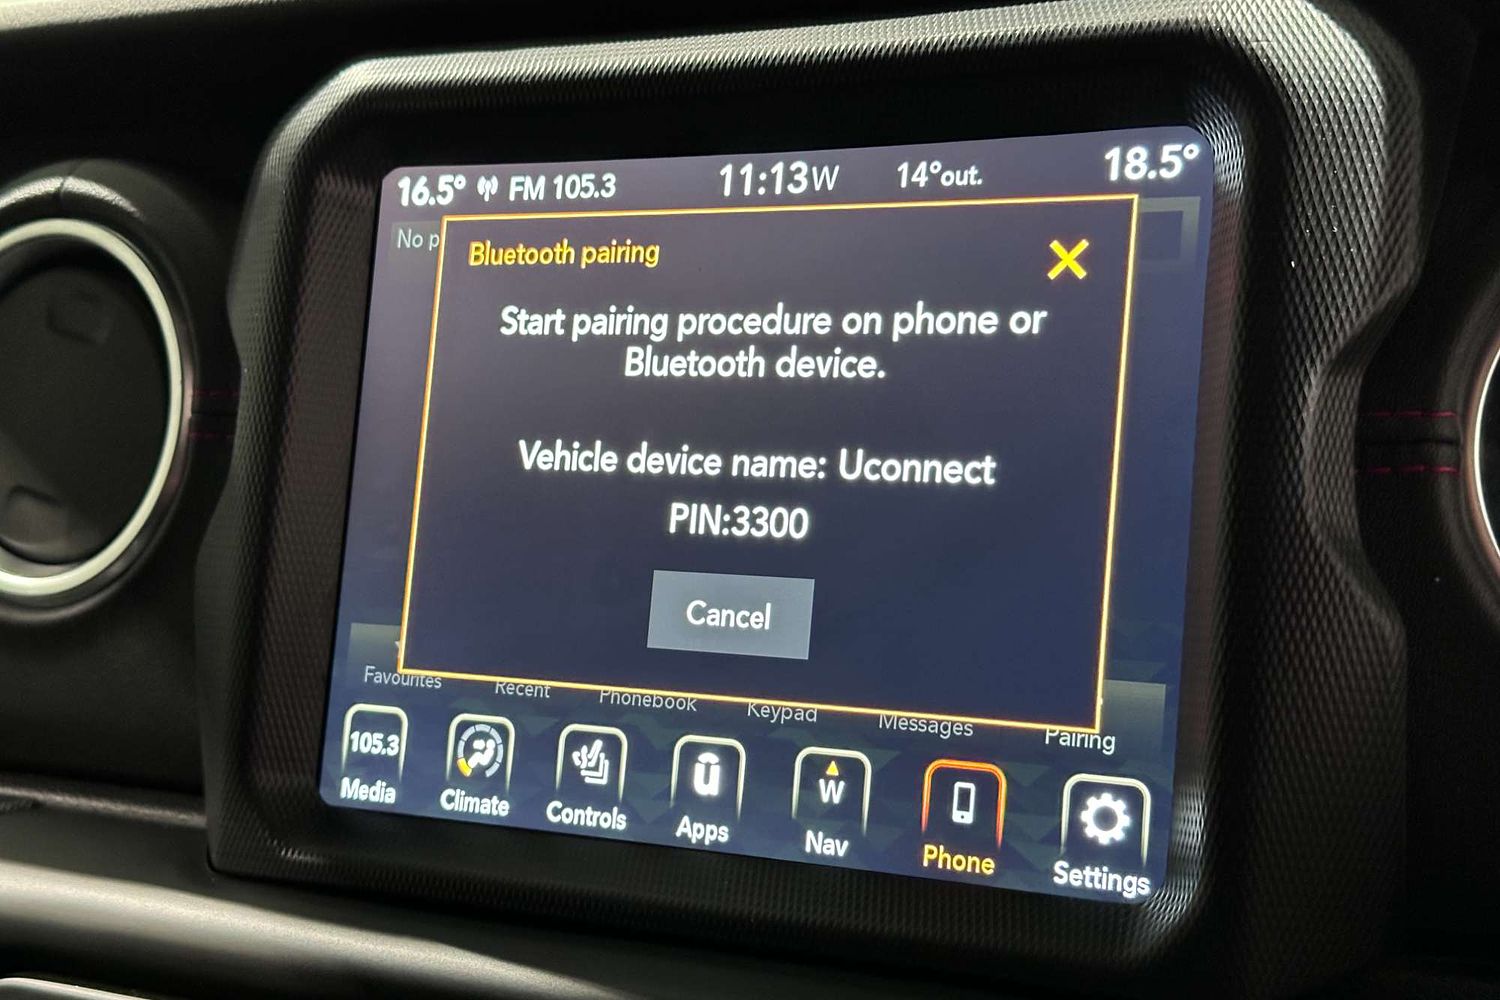 16.5° FM 105.3 11:13W 14°out. 18.5°
No p
Bluetooth pairing
Start pairing procedure on phone or
Bluetooth device.
Vehicle device name: Uconnect
PIN:3300
Cancel
Favourites Recent Phonebook Keypad Messages Pairing
105.3 W
Media Climate Controls Apps Nav Phone Settings